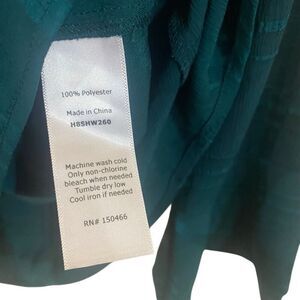 100% Polyester
Made in China
H8SHW260
Machine wash cold
Only non-chlorine
bleach when needed
Tumble dry low
Cool iron if needed
RN# 150466